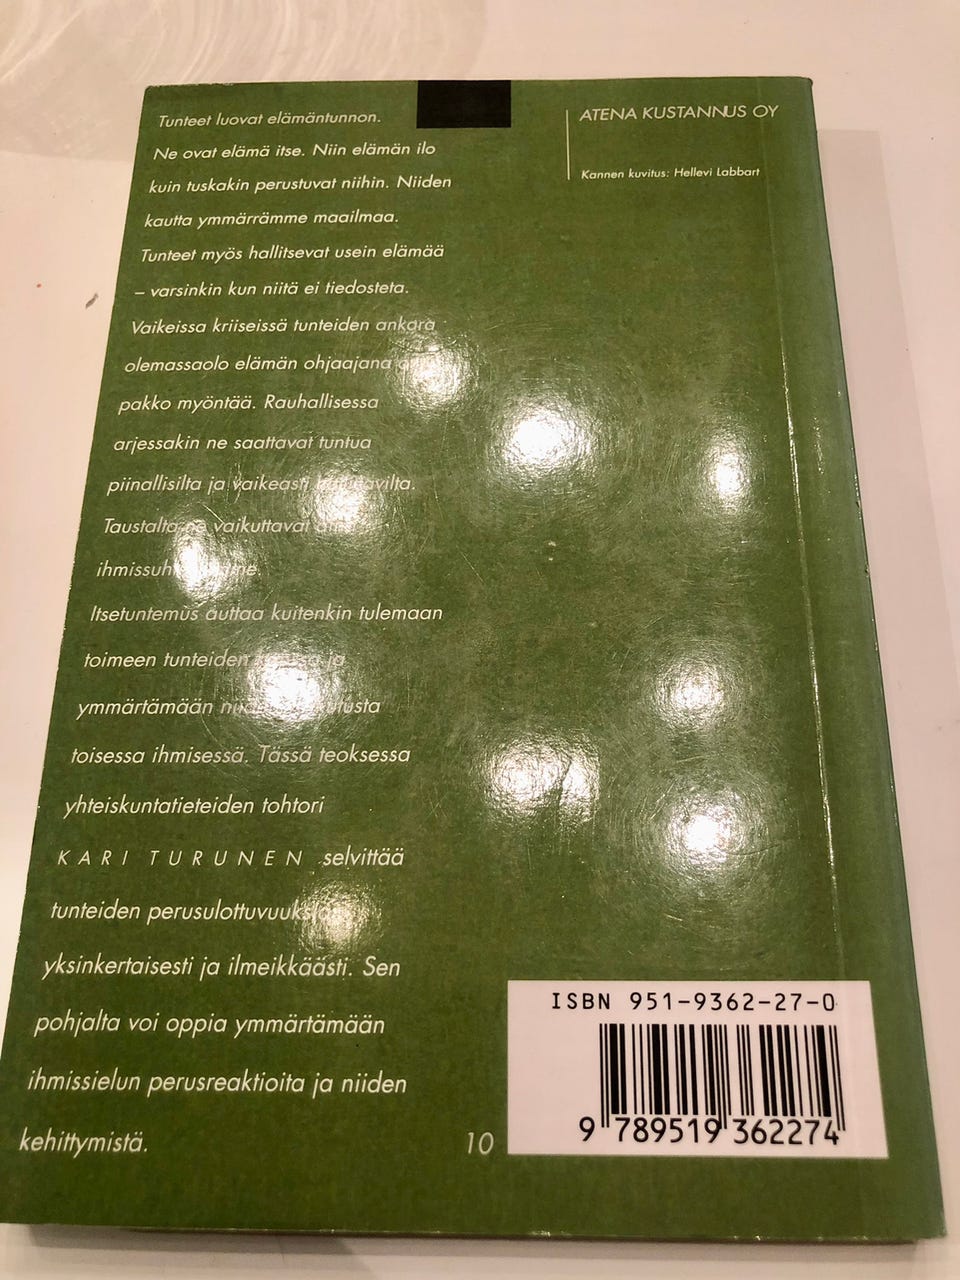 Tunteet luovat elämäntunnon.
Ne ovat elämä itse. Niin elämän ilo
kuin tuskakin perustuvat niihin. Niiden
kautta ymmärrämme maailmaa.
Tunteet myös hallitsevat usein elämää
– varsinkin kun niitä ei tiedosteta.
Vaikeissa kriiseissä tunteiden ankara
olemassaolo elämän ohjaajana
pakko myöntää. Rauhallisessa
arjessakin ne saattavat tuntua
piinallisilta ja vaikeasti
Taustalta ne vaikuttavat
Itsetuntemus auttaa kuitenkin tulemaan
toimeen tunteiden ja
ymmärtämään
toisessa ihmisessä. Tässä teoksessa
yhteiskuntatieteiden tohtori
KARI TURUNEN selvittää
tunteiden perusulottuvuuksia
yksinkertaisesti ja ilmeikkäästi. Sen
pohjalta voi oppia ymmärtämään
ihmissielun perusreaktioita ja niiden
kehittymistä.
10
ATENA KUSTANNUS OY
Kannen kuvitus: Hellevi Labbart
ISBN 951-9362-27-0
9 789519 362274